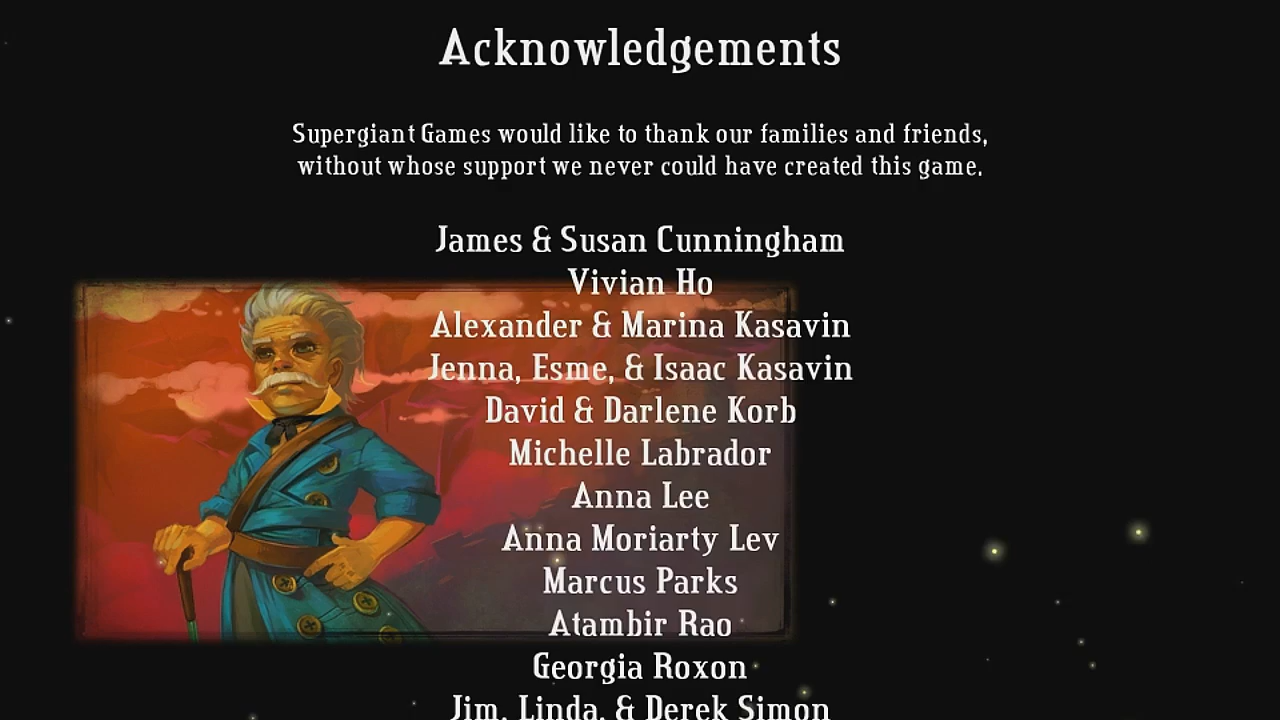 Acknowledgements
Supergiant Games would like to thank our families and friends,
without whose support we never could have created this game.
James & Susan Cunningham
Vivian Ho
Alexander & Marina Kasavin
Jenna, Esme, & Isaac Kasavin
David & Darlene Korb
Michelle Labrador
Anna Lee
Anna Moriarty Lev
Marcus Parks
Atambir Rao
Georgia Roxon
Jim, Linda, & Derek Simon